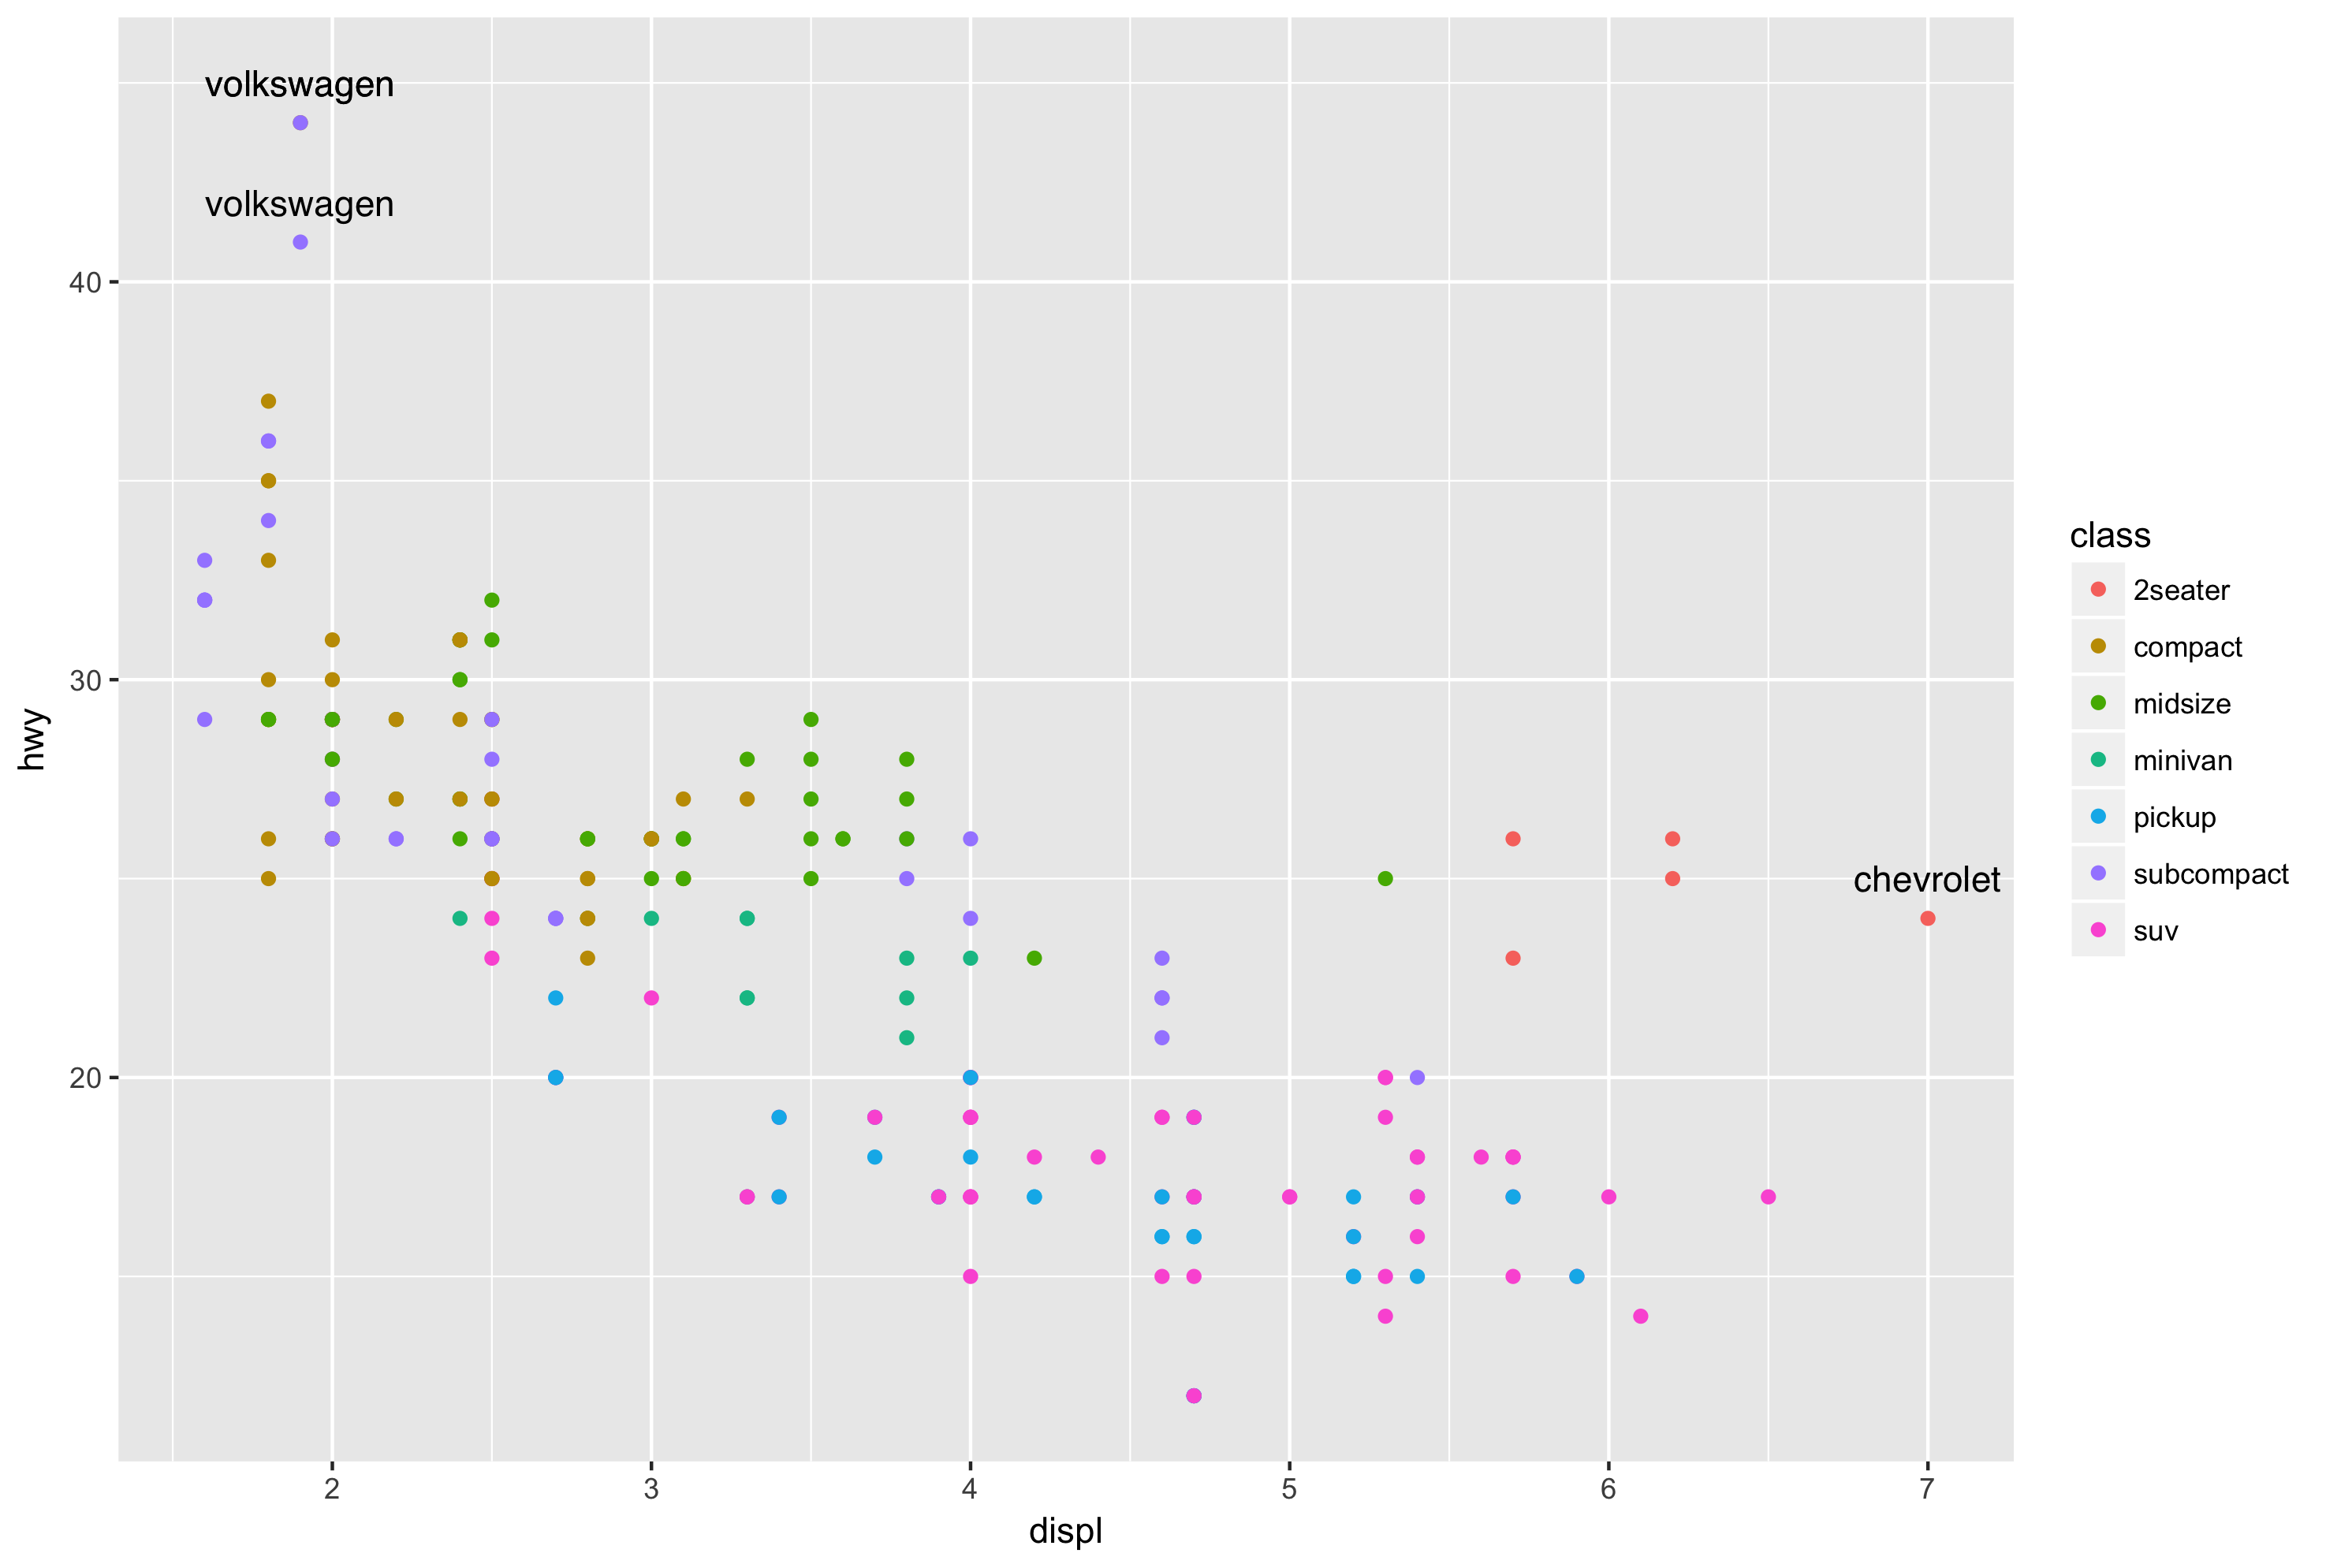 volkswagen
volkswagen
chevrolet
40
30
20
hwy
2 3 4 5 6 7
displ
class
2seater
compact
midsize
minivan
pickup
subcompact
suv